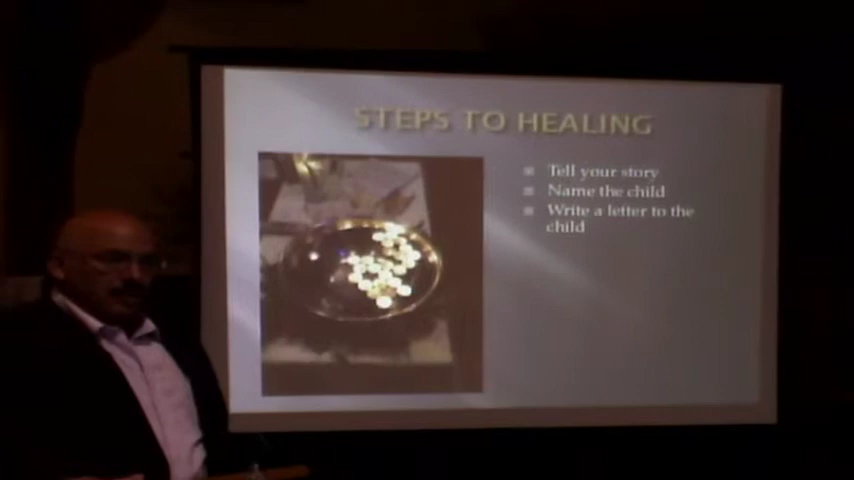 STEPS TO HEALING
Tell your story
Name the child
Write a letter to the
child